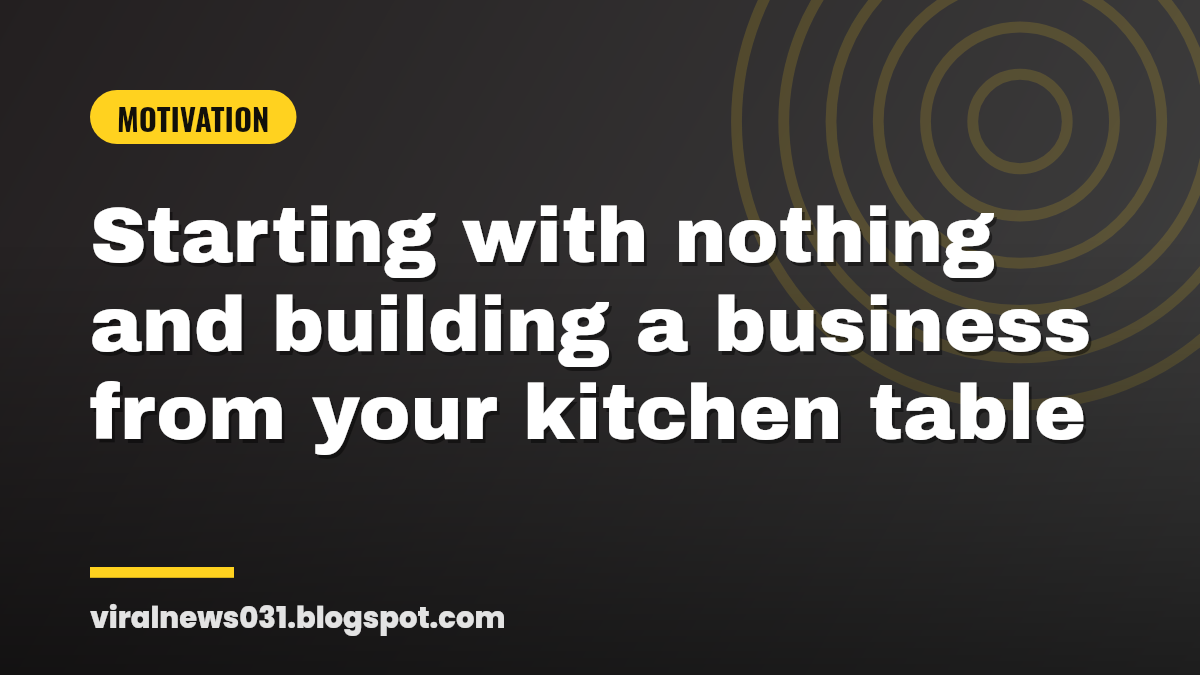 MOTIVATION
Starting with nothing
and building a business
from your kitchen table
viralnews031.blogspot.com